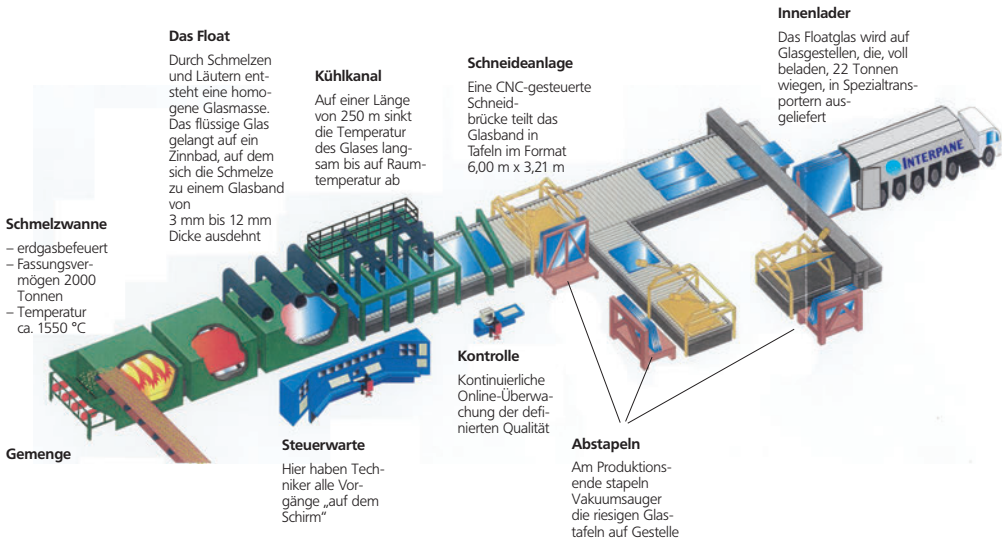 Innenlader
Das Floatglas wird auf
Glasgestellen, die, voll
beladen, 22 Tonnen
wiegen, in Spezialtrans-
portern aus-
geliefert
Das Float
Durch Schmelzen
und Läutern ent-
steht eine homo-
gene Glasmasse.
Das flüssige Glas
gelangt auf ein
Zinnbad, auf dem
sich die Schmelze
zu einem Glasband
von
3 mm bis 12 mm
Dicke ausdehnt
Kühlkanal
Auf einer Länge
von 250 m sinkt
die Temperatur
des Glases lang-
sam bis auf Raum-
temperatur ab
Schneideanlage
Eine CNC-gesteuerte
Schneid-
brücke teilt das
Glasband in
Tafeln im Format
6,00 m x 3,21 m
INTERPANE
Schmelzwanne
– erdgasbefeuert
– Fassungsver-
mögen 2000
Tonnen
– Temperatur
ca. 1550 °C
Gemenge
Steuerwarte
Hier haben Tech-
niker alle Vor-
gänge „auf dem
Schirm“
Kontrolle
Kontinuierliche
Online-Überwa-
chung der defi-
nierten Qualität
Abstapeln
Am Produktions-
ende stapeln
Vakuumsauger
die riesigen Glas-
tafeln auf Gestelle